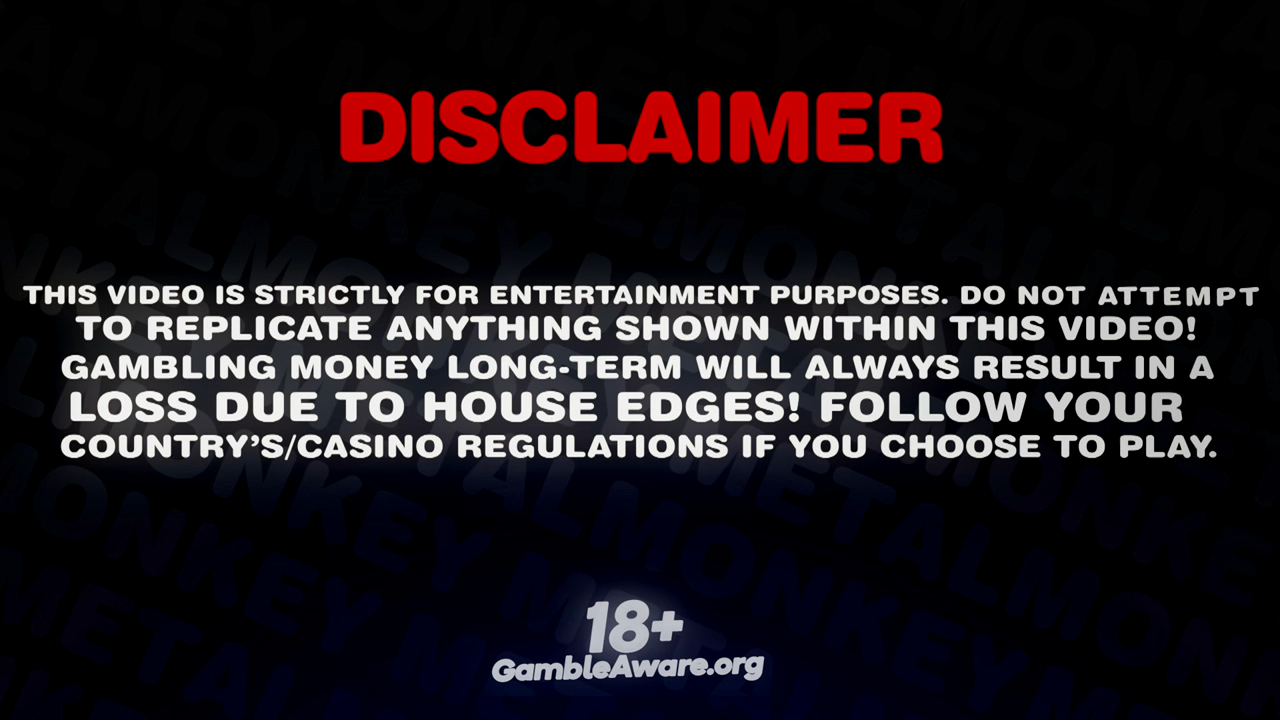 DISCLAIMER
THIS VIDEO IS STRICTLY FOR ENTERTAINMENT PURPOSES. DO NOT ATTEMPT
TO REPLICATE ANYTHING SHOWN WITHIN THIS VIDEO!
GAMBLING MONEY LONG-TERM WILL ALWAYS RESULT IN A
LOSS DUE TO HOUSE EDGES! FOLLOW YOUR
COUNTRY'S/CASINO REGULATIONS IF YOU CHOOSE TO PLAY.
18+
GambleAware.org